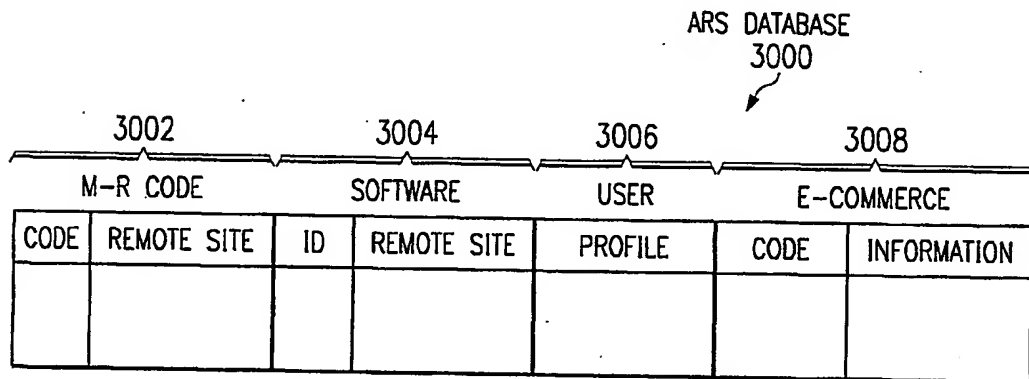 ARS DATABASE
3000
3002 3004 3006 3008
M-R CODE SOFTWARE USER E-COMMERCE
CODE REMOTE SITE ID REMOTE SITE PROFILE CODE INFORMATION